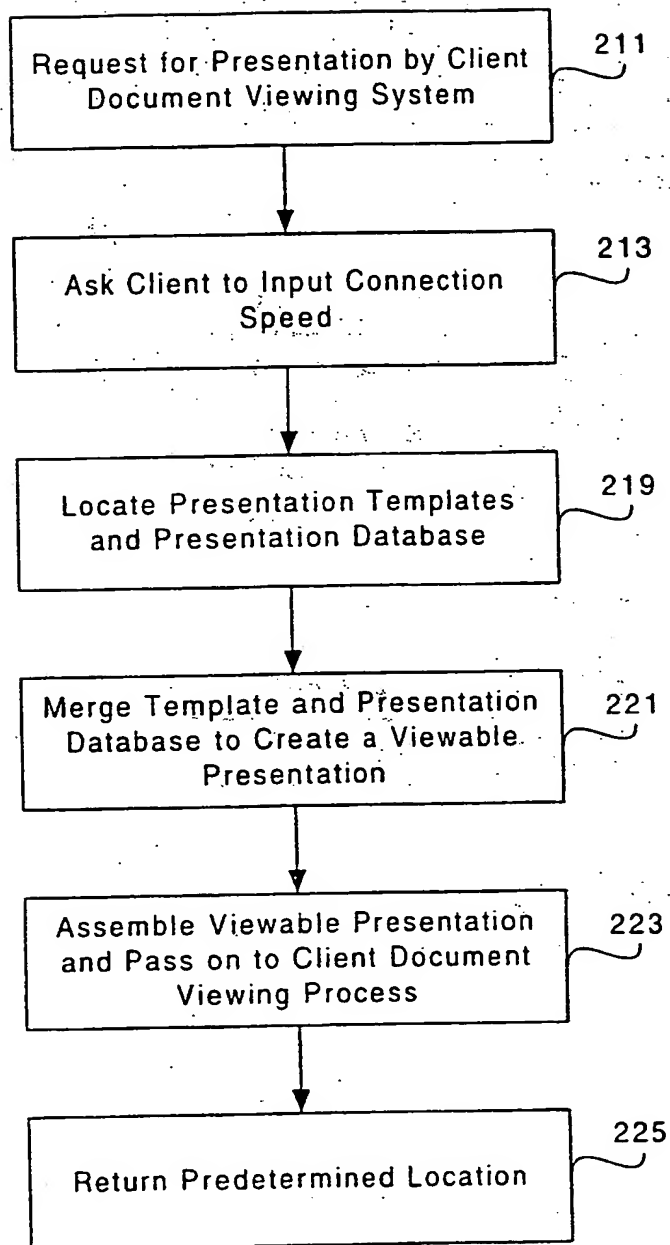 211
Request for Presentation by Client
Document Viewing System
213
Ask Client to Input Connection
Speed
219
Locate Presentation Templates
and Presentation Database
221
Merge Template and Presentation
Database to Create a Viewable
Presentation
223
Assemble Viewable Presentation
and Pass on to Client Document
Viewing Process
225
Return Predetermined Location